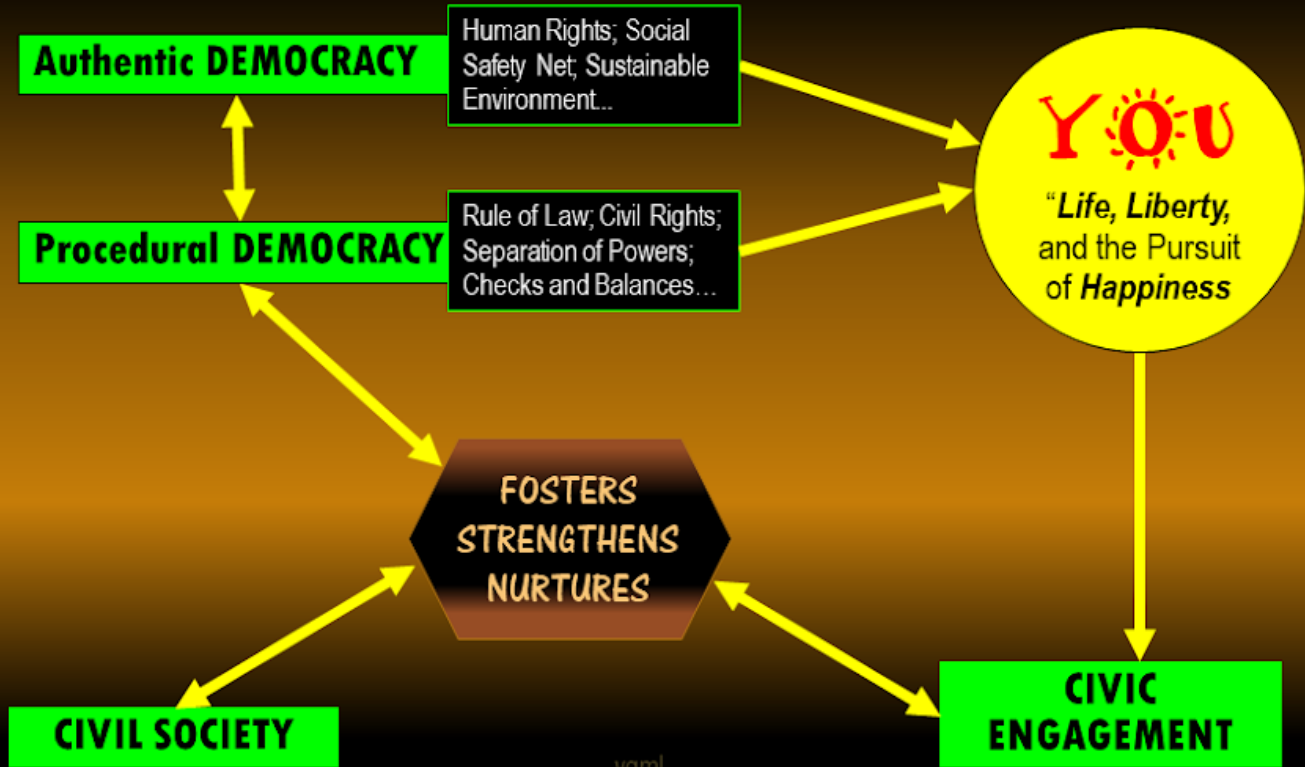 Authentic DEMOCRACY
Human Rights; Social
Safety Net; Sustainable
Environment...
Procedural DEMOCRACY
Rule of Law; Civil Rights;
Separation of Powers;
Checks and Balances...
YOU
“Life, Liberty,
and the Pursuit
of Happiness
FOSTERS
STRENGTHENS
NURTURES
CIVIL SOCIETY
CIVIC
ENGAGEMENT